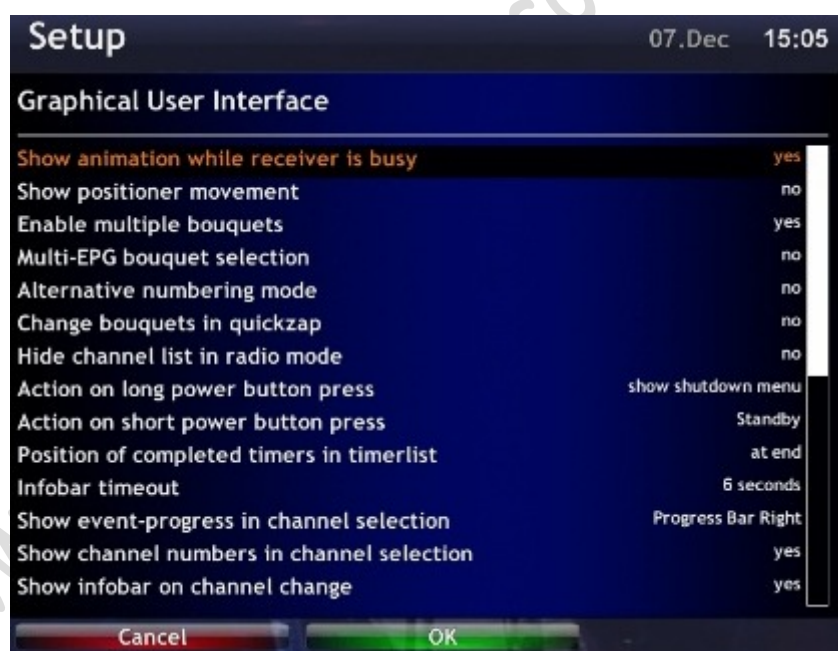 Setup 07.Dec 15:05
Graphical User Interface
Show animation while receiver is busy yes
Show positioner movement no
Enable multiple bouquets yes
Multi-EPG bouquet selection no
Alternative numbering mode no
Change bouquets in quickzap no
Hide channel list in radio mode no
Action on long power button press show shutdown menu
Action on short power button press Standby
Position of completed timers in timerlist at end
Infobar timeout 6 seconds
Show event-progress in channel selection Progress Bar Right
Show channel numbers in channel selection yes
Show infobar on channel change yes
Cancel OK